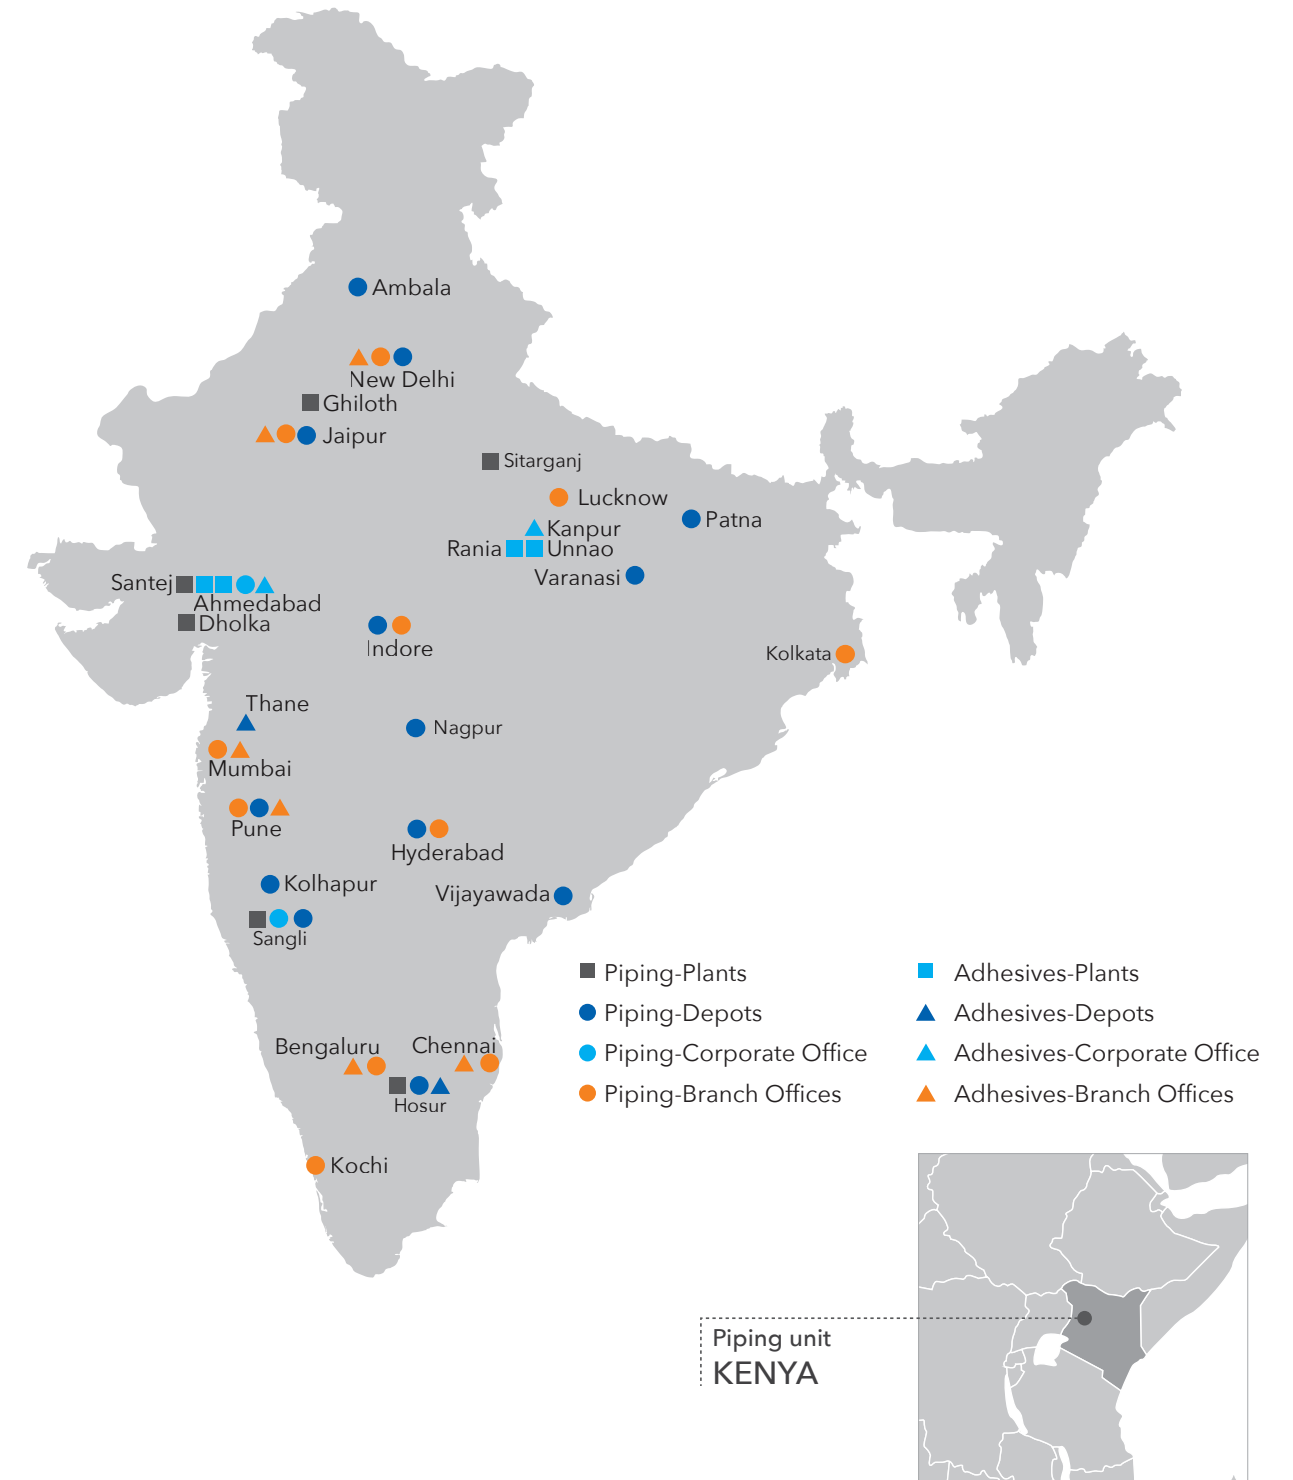 Ambala
New Delhi
Ghiloth
Jaipur
Sitarganj
Lucknow
Patna
Kanpur
Rania
Unnao
Varanasi
Santej
Ahmedabad
Dholka
Indore
Kolkata
Thane
Nagpur
Mumbai
Pune
Hyderabad
Kolhapur
Vijayawada
Sangli
Piping-Plants
Adhesives-Plants
Piping-Depots
Adhesives-Depots
Piping-Corporate Office
Adhesives-Corporate Office
Piping-Branch Offices
Adhesives-Branch Offices
Bengaluru
Chennai
Hosur
Kochi
Piping unit
KENYA